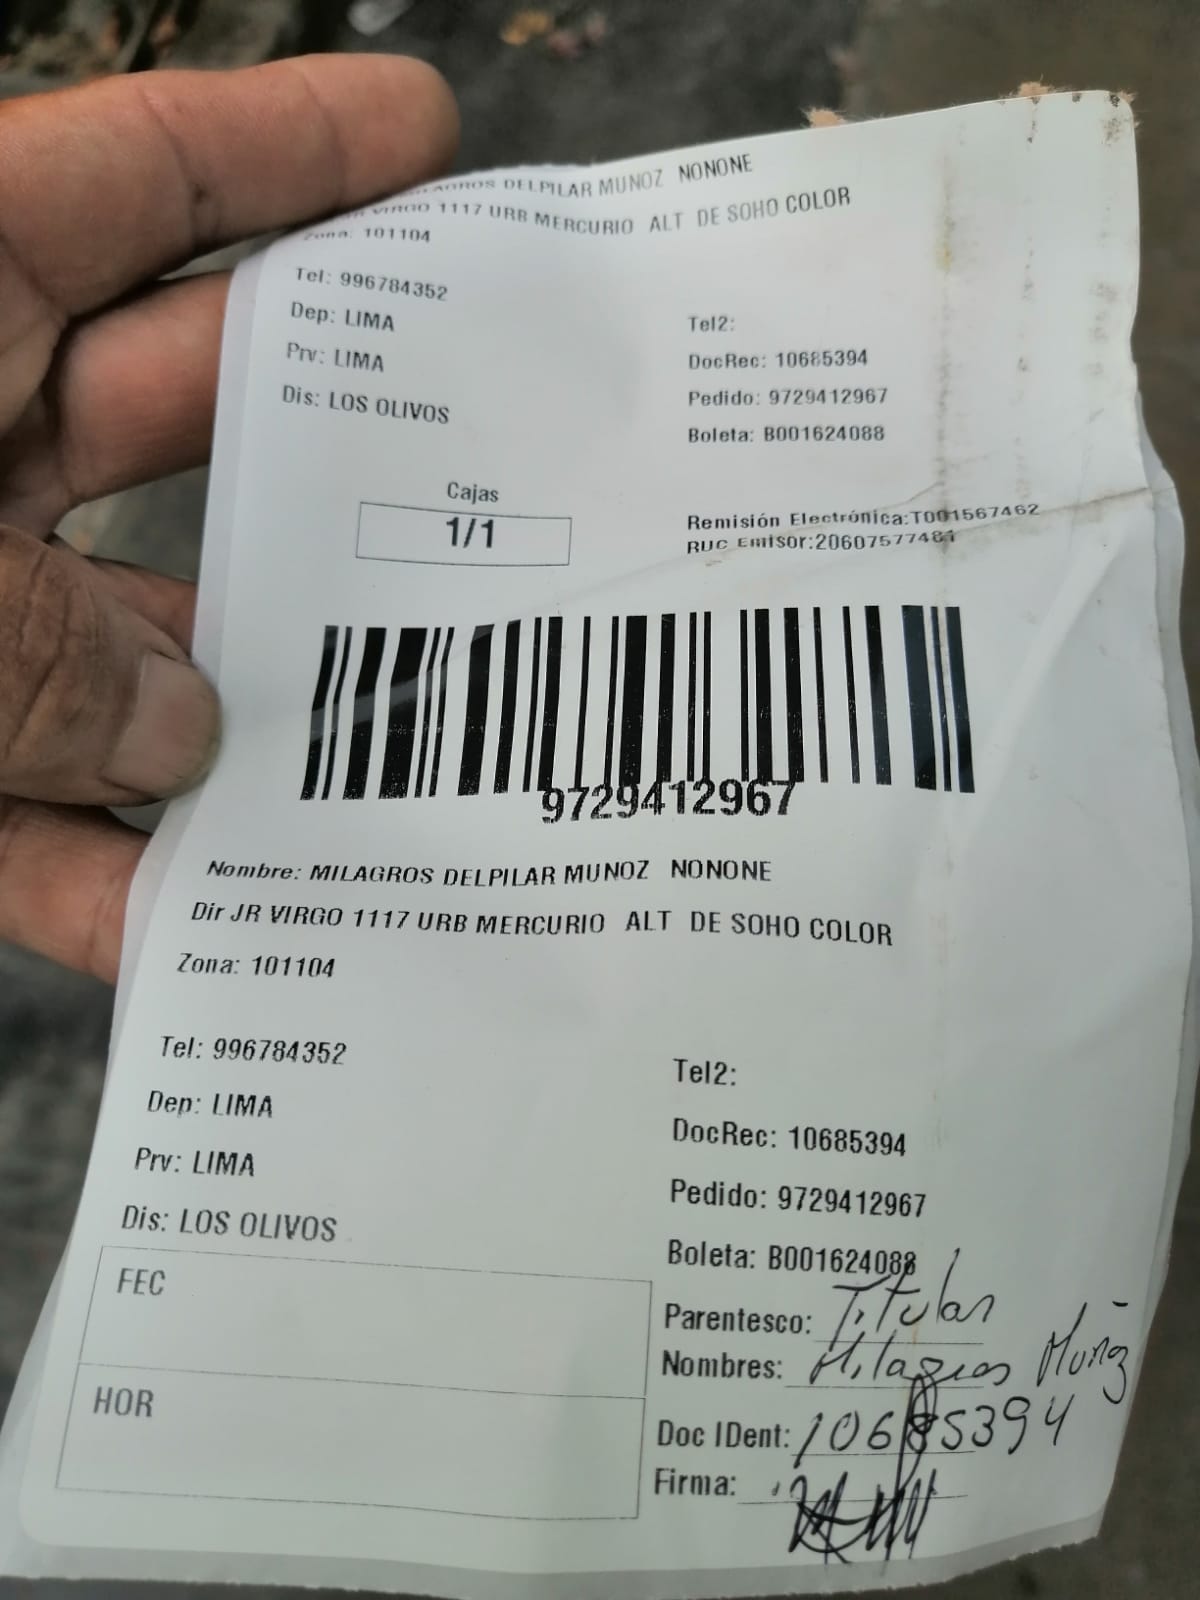 DELPILAR MUNOZ NONONE
VIRGO 1117 URB MERCURIO ALT DE SOHO COLOR
Zona: 101104
Tel: 996784352
Dep: LIMA
Tel2:
Prv: LIMA
DocRec: 10685394
Dis: LOS OLIVOS
Pedido: 9729412967
Boleta: B001624088
Cajas
1/1
Remisión Electrónica:T001567462
RUC Emisor:20607577481
9729412967
Nombre: MILAGROS DELPILAR MUNOZ NONONE
Dir JR VIRGO 1117 URB MERCURIO ALT DE SOHO COLOR
Zona: 101104
Tel: 996784352
Tel2:
Dep: LIMA
DocRec: 10685394
Prv: LIMA
Pedido: 9729412967
Dis: LOS OLIVOS
Boleta: B001624088
FEC
Parentesco: Titular
Nombres: Milagros Muñoz
HOR
Doc IDent: 10685394
Firma: